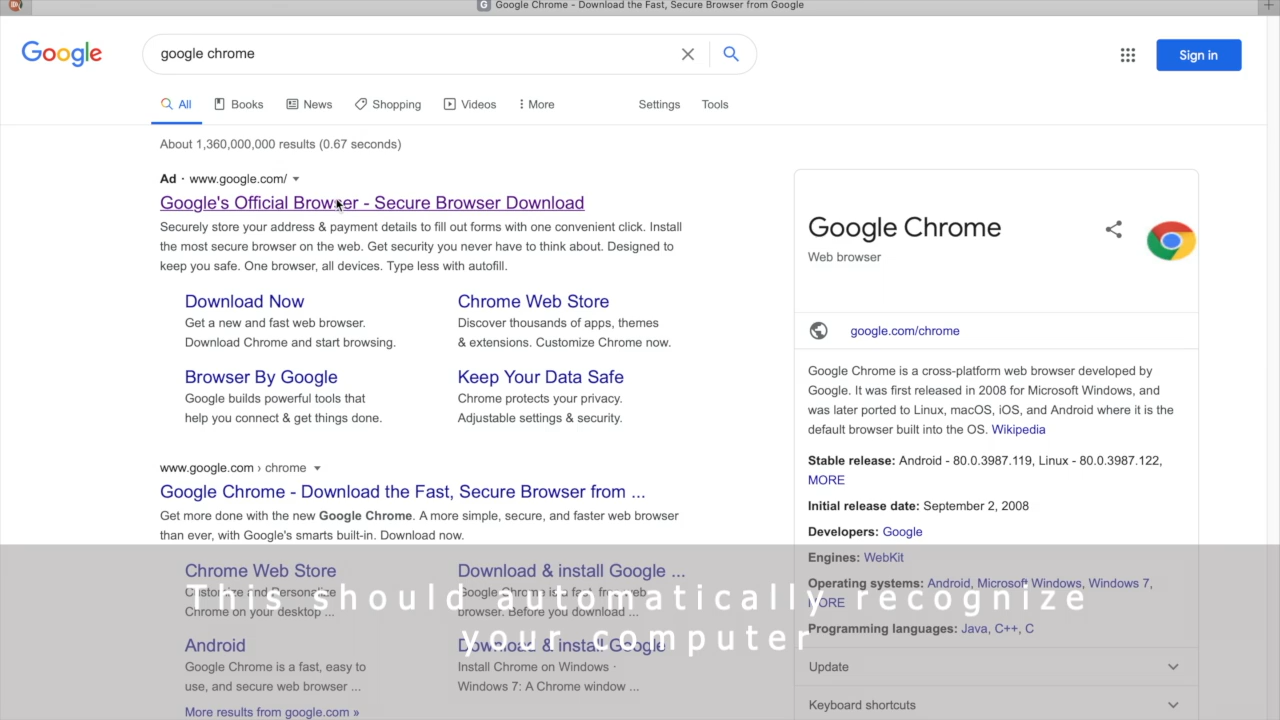 Google Chrome - Download the Fast, Secure Browser from Google
Google
google chrome
Sign in
All
Books
News
Shopping
Videos
More
Settings
Tools
About 1,360,000,000 results (0.67 seconds)
Ad · www.google.com/
Google's Official Browser - Secure Browser Download
Securely store your address & payment details to fill out forms with one convenient click. Install
the most secure browser on the web. Get security you never have to think about. Designed to
keep you safe. One browser, all devices. Type less with autofill.
Download Now
Get a new and fast web browser.
Download Chrome and start browsing.
Chrome Web Store
Discover thousands of apps, themes
& extensions. Customize Chrome now.
Browser By Google
Google builds powerful tools that
help you connect & get things done.
Keep Your Data Safe
Chrome protects your privacy.
Adjustable settings & security.
www.google.com › chrome
Google Chrome - Download the Fast, Secure Browser from ...
Get more done with the new Google Chrome. A more simple, secure, and faster web browser
than ever, with Google's smarts built-in. Download now.
Chrome Web Store
Customize and Personalize
Chrome on your desktop ...
Download & install Google ...
Google Chrome is a fast, free web
browser. Before you download ...
Android
Google Chrome is a fast, easy to
use, and secure web browser ...
Download & install Google
Install Chrome on Windows ·
Windows 7: A Chrome window ...
More results from google.com »
Google Chrome
Web browser
google.com/chrome
Google Chrome is a cross-platform web browser developed by
Google. It was first released in 2008 for Microsoft Windows, and
was later ported to Linux, macOS, iOS, and Android where it is the
default browser built into the OS. Wikipedia
Stable release: Android - 80.0.3987.119, Linux - 80.0.3987.122,
MORE
Initial release date: September 2, 2008
Developers: Google
Engines: WebKit
Operating systems: Android, Microsoft Windows, Windows 7,
MORE
Programming languages: Java, C++, C
Update
Keyboard shortcuts
This should automatically recognize
your computer